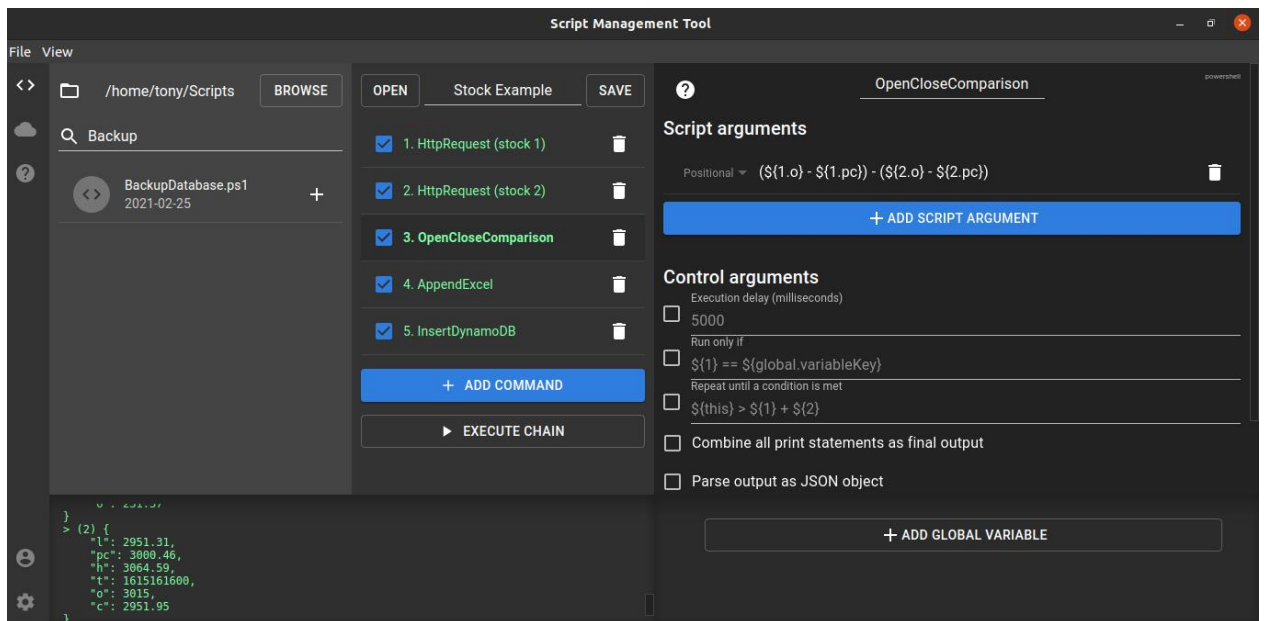 Script Management Tool
File View
/home/tony/Scripts
BROWSE
Backup
BackupDatabase.ps1
2021-02-25
OPEN
Stock Example
SAVE
1. HttpRequest (stock 1)
2. HttpRequest (stock 2)
3. OpenCloseComparison
4. AppendExcel
5. InsertDynamoDB
+ ADD COMMAND
EXECUTE CHAIN
OpenCloseComparison
powershell
Script arguments
Positional (${1.o} - ${1.pc}) - (${2.o} - ${2.pc})
+ ADD SCRIPT ARGUMENT
Control arguments
Execution delay (milliseconds)
5000
Run only if
${1} == ${global.variableKey}
Repeat until a condition is met
${this} > ${1} + ${2}
Combine all print statements as final output
Parse output as JSON object
}
> (2) {
"l": 2951.31,
"pc": 3000.46,
"h": 3064.59,
"t": 1615161600,
"o": 3015,
"c": 2951.95
}
+ ADD GLOBAL VARIABLE